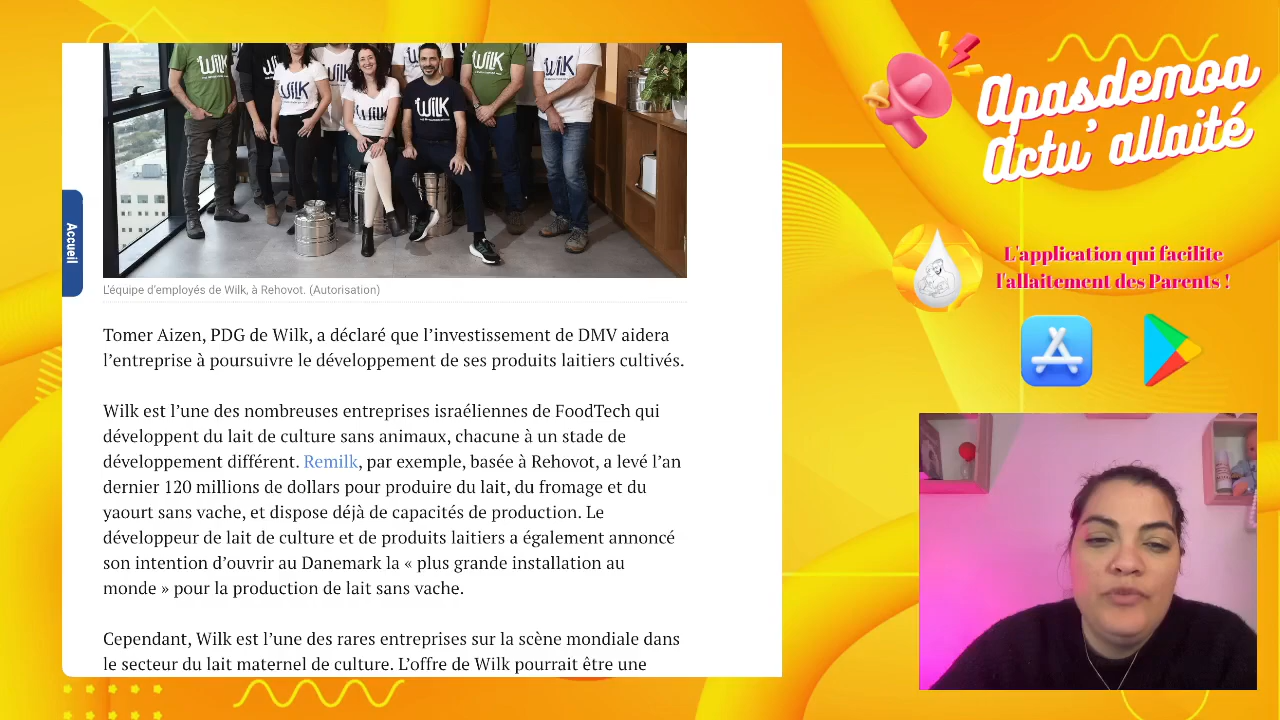 WiLK
WiLK
WiLK
WiLK
WiLK
WiLK
WiLK
Accueil
L'équipe d'employés de Wilk, à Rehovot. (Autorisation)
Tomer Aizen, PDG de Wilk, a déclaré que l’investissement de DMV aidera
l’entreprise à poursuivre le développement de ses produits laitiers cultivés.
Wilk est l’une des nombreuses entreprises israéliennes de FoodTech qui
développent du lait de culture sans animaux, chacune à un stade de
développement différent. Remilk, par exemple, basée à Rehovot, a levé l’an
dernier 120 millions de dollars pour produire du lait, du fromage et du
yaourt sans vache, et dispose déjà de capacités de production. Le
développeur de lait de culture et de produits laitiers a également annoncé
son intention d’ouvrir au Danemark la « plus grande installation au
monde » pour la production de lait sans vache.
Cependant, Wilk est l’une des rares entreprises sur la scène mondiale dans
le secteur du lait maternel de culture. L’offre de Wilk pourrait être une
Apasdemoa
Actu' allaité
L'application qui facilite
l'allaitement des Parents !